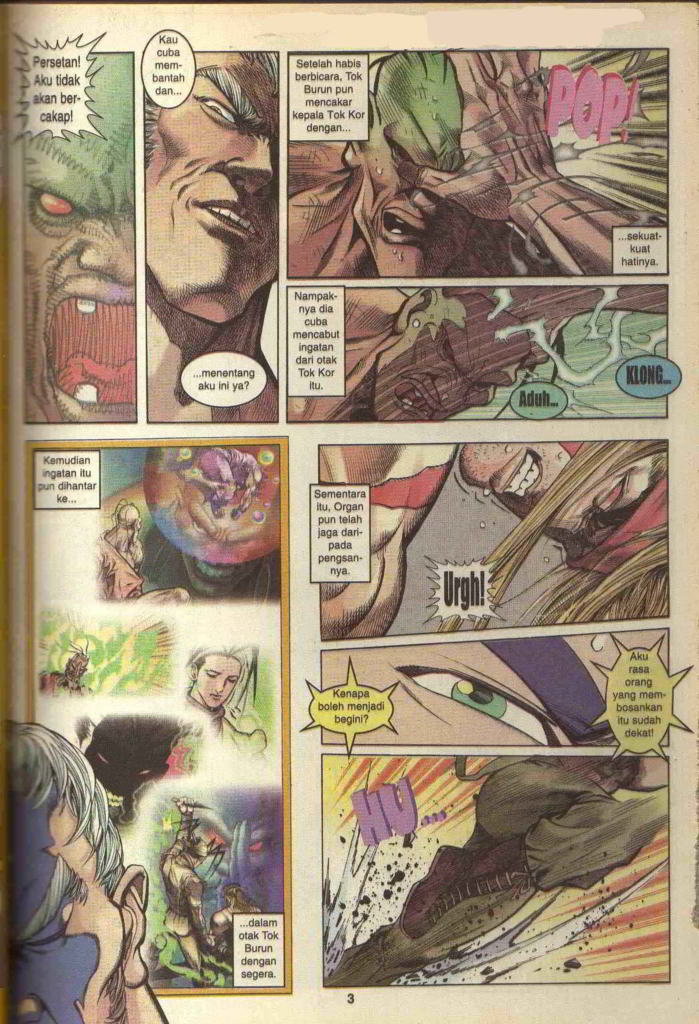 Persetan!
Aku tidak
akan ber-
cakap!
Kau
cuba
mem-
bantah
dan...
...menentang
aku ini ya?
Setelah habis
berbicara, Tok
Burun pun
mencakar
kepala Tok Kor
dengan...
POP!
...sekuat-
kuat
hatinya.
Nampak-
nya dia
cuba
mencabut
ingatan
dari otak
Tok Kor
itu.
Aduh...
KLONG...
Kemudian
ingatan itu
pun dihantar
ke...
...dalam
otak Tok
Burun
dengan
segera.
Sementara
itu, Organ
pun telah
jaga dari-
pada
pengsan-
nya.
Urgh!
Kenapa
boleh menjadi
begini?
Aku
rasa
orang
yang mem-
bosankan
itu sudah
dekat!
HU...
3